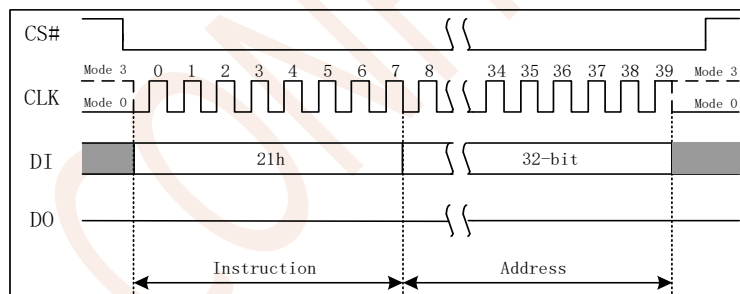 CS#
Mode 3 0 1 2 3 4 5 6 7 8 34 35 36 37 38 39 Mode 3
CLK
Mode 0 Mode 0
DI 21h 32-bit
DO
Instruction Address